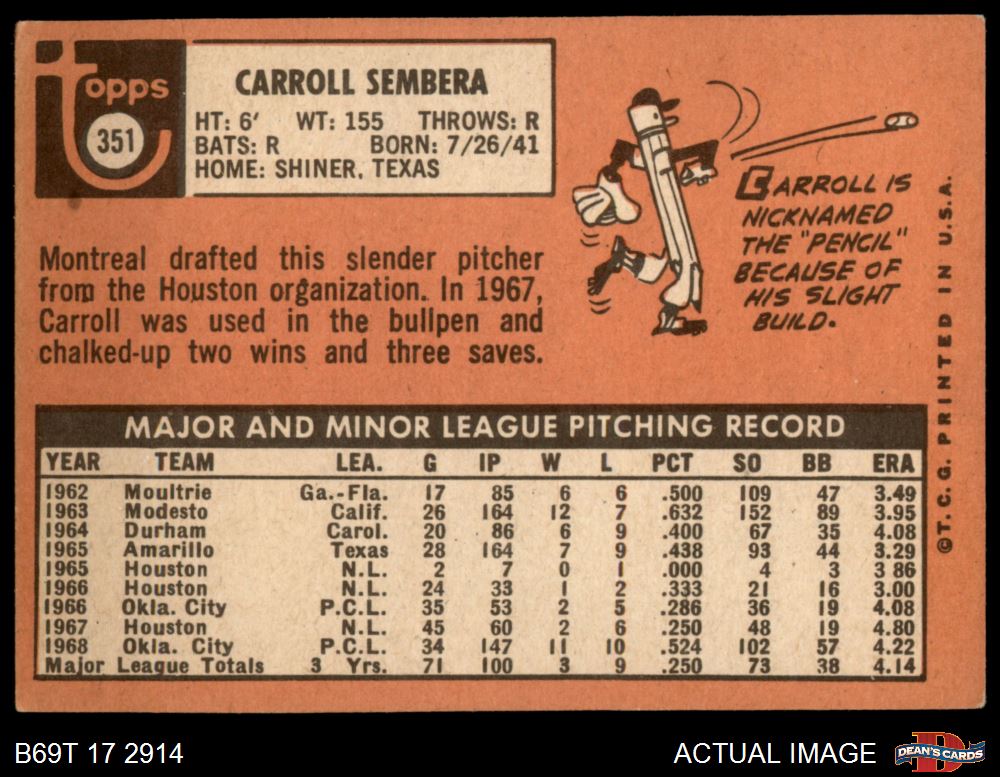 Topps
351
CARROLL SEMBERA
HT: 6' WT: 155 THROWS: R
BATS: R BORN: 7/26/41
HOME: SHINER, TEXAS
CARROLL IS
NICKNAMED
THE "PENCIL"
BECAUSE OF
HIS SLIGHT
BUILD.
Montreal drafted this slender pitcher
from the Houston organization. In 1967,
Carroll was used in the bullpen and
chalked-up two wins and three saves.
MAJOR AND MINOR LEAGUE PITCHING RECORD
YEAR TEAM LEA. G IP W L PCT SO BB ERA
1962 Moultrie Ga.-Fla. 17 85 6 6 .500 109 47 3.49
1963 Modesto Calif. 26 164 12 7 .632 152 89 3.95
1964 Durham Carol. 20 86 6 9 .400 67 35 4.08
1965 Amarillo Texas 28 164 7 9 .438 93 44 3.29
1965 Houston N.L. 2 7 0 1 .000 4 3 3 86
1966 Houston N.L. 24 33 1 2 .333 21 16 3.00
1966 Okla. City P.C.L. 35 53 2 5 .286 36 19 4.08
1967 Houston N.L. 45 60 2 6 .250 48 19 4.80
1968 Okla. City P.C.L. 34 147 11 10 .524 102 57 4.22
Major League Totals 3 Yrs. 71 100 3 9 .250 73 38 4.14
©T. C. G. PRINTED IN U.S.A.
B69T 17 2914
ACTUAL IMAGE
DEAN'S CARDS